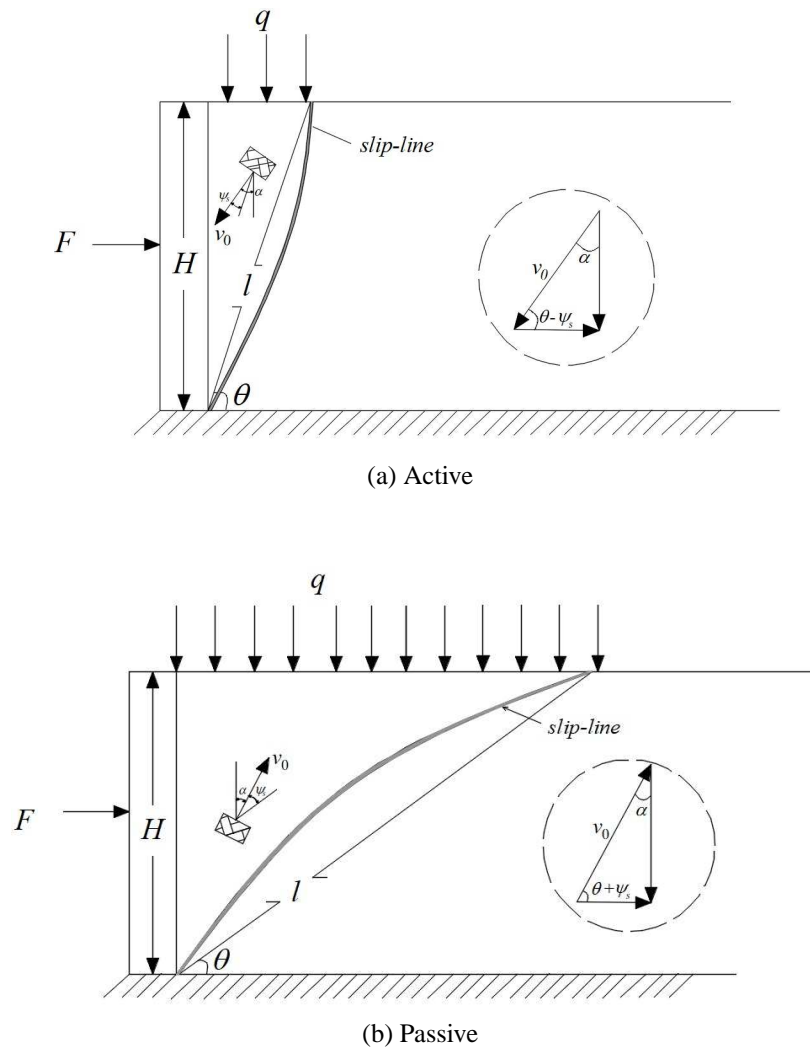 q
slip-line
ψₛ
α
v₀
F
H
l
θ
v₀
α
θ-ψₛ
(a) Active
q
slip-line
v₀
α
ψₛ
F
H
l
θ
v₀
α
θ+ψₛ
(b) Passive